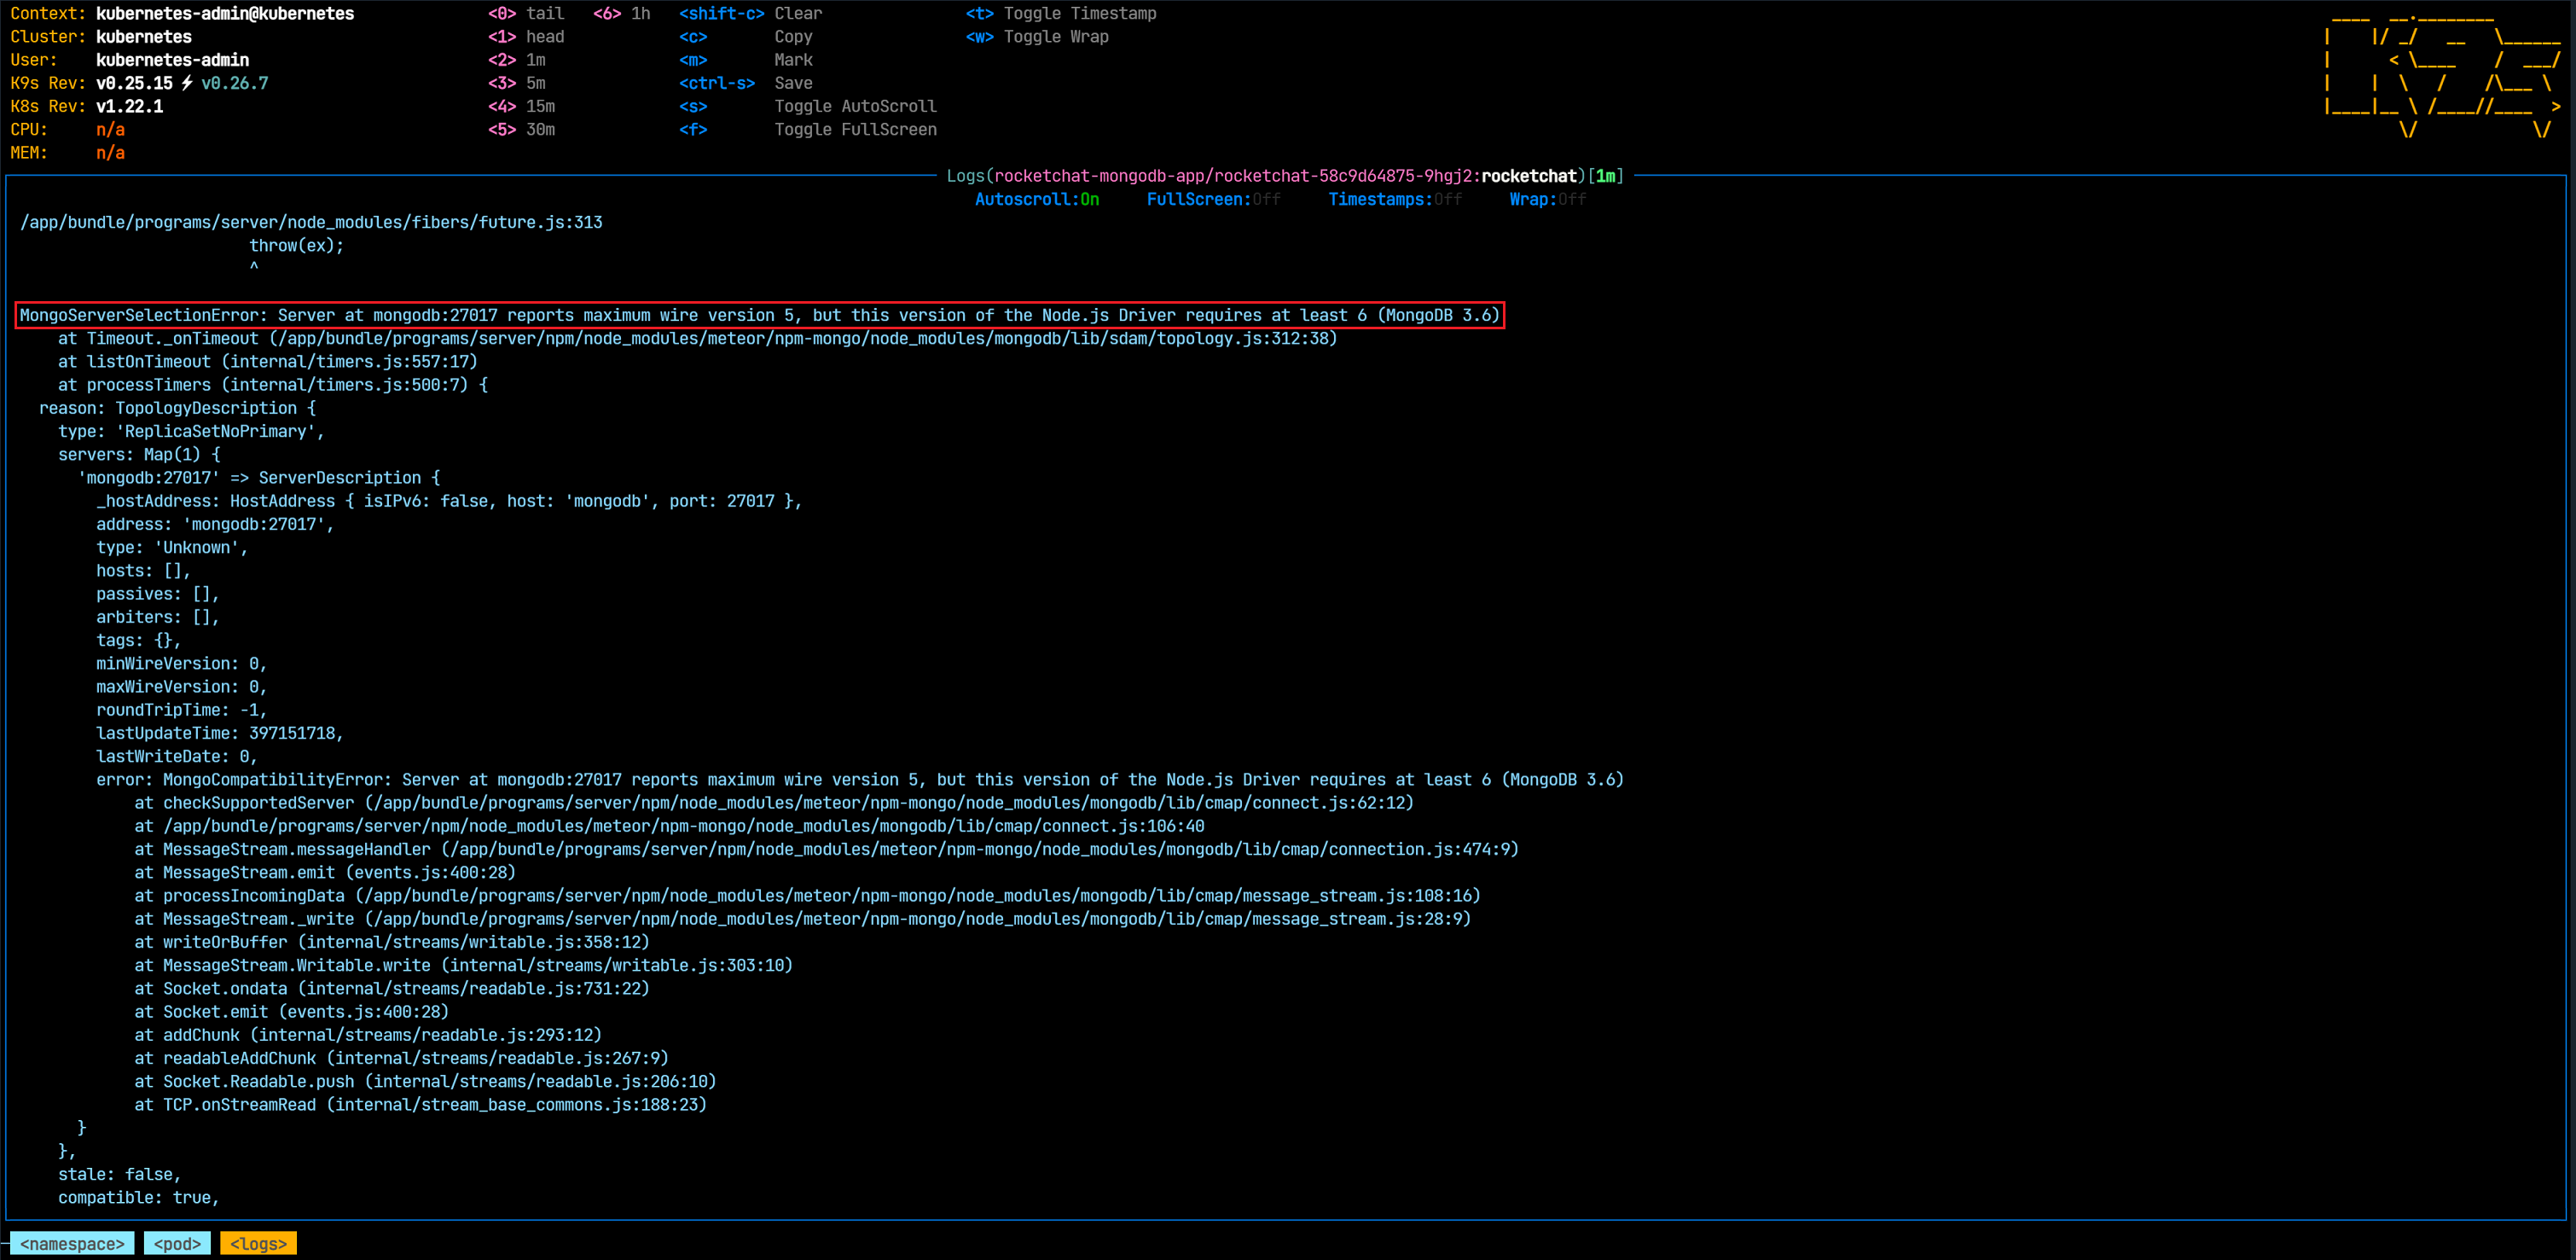 Context: kubernetes-admin@kubernetes <0> tail <6> 1h <shift-c> Clear <t> Toggle Timestamp
Cluster: kubernetes <1> head <c> Copy <w> Toggle Wrap
User: kubernetes-admin <2> 1m <m> Mark
K9s Rev: v0.25.15 ⚡ v0.26.7 <3> 5m <ctrl-s> Save
K8s Rev: v1.22.1 <4> 15m <s> Toggle AutoScroll
CPU: n/a <5> 30m <f> Toggle FullScreen
MEM: n/a
Logs(rocketchat-mongodb-app/rocketchat-58c9d64875-9hgj2:rocketchat)[1m]
Autoscroll:On FullScreen:Off Timestamps:Off Wrap:Off
/app/bundle/programs/server/node_modules/fibers/future.js:313
throw(ex);
^
MongoServerSelectionError: Server at mongodb:27017 reports maximum wire version 5, but this version of the Node.js Driver requires at least 6 (MongoDB 3.6)
at Timeout._onTimeout (/app/bundle/programs/server/npm/node_modules/meteor/npm-mongo/node_modules/mongodb/lib/sdam/topology.js:312:38)
at listOnTimeout (internal/timers.js:557:17)
at processTimers (internal/timers.js:500:7) {
reason: TopologyDescription {
type: 'ReplicaSetNoPrimary',
servers: Map(1) {
'mongodb:27017' => ServerDescription {
_hostAddress: HostAddress { isIPv6: false, host: 'mongodb', port: 27017 },
address: 'mongodb:27017',
type: 'Unknown',
hosts: [],
passives: [],
arbiters: [],
tags: {},
minWireVersion: 0,
maxWireVersion: 0,
roundTripTime: -1,
lastUpdateTime: 397151718,
lastWriteDate: 0,
error: MongoCompatibilityError: Server at mongodb:27017 reports maximum wire version 5, but this version of the Node.js Driver requires at least 6 (MongoDB 3.6)
at checkSupportedServer (/app/bundle/programs/server/npm/node_modules/meteor/npm-mongo/node_modules/mongodb/lib/cmap/connect.js:62:12)
at /app/bundle/programs/server/npm/node_modules/meteor/npm-mongo/node_modules/mongodb/lib/cmap/connect.js:106:40
at MessageStream.messageHandler (/app/bundle/programs/server/npm/node_modules/meteor/npm-mongo/node_modules/mongodb/lib/cmap/connection.js:474:9)
at MessageStream.emit (events.js:400:28)
at processIncomingData (/app/bundle/programs/server/npm/node_modules/meteor/npm-mongo/node_modules/mongodb/lib/cmap/message_stream.js:108:16)
at MessageStream._write (/app/bundle/programs/server/npm/node_modules/meteor/npm-mongo/node_modules/mongodb/lib/cmap/message_stream.js:28:9)
at writeOrBuffer (internal/streams/writable.js:358:12)
at MessageStream.Writable.write (internal/streams/writable.js:303:10)
at Socket.ondata (internal/streams/readable.js:731:22)
at Socket.emit (events.js:400:28)
at addChunk (internal/streams/readable.js:293:12)
at readableAddChunk (internal/streams/readable.js:267:9)
at Socket.Readable.push (internal/streams/readable.js:206:10)
at TCP.onStreamRead (internal/stream_base_commons.js:188:23)
}
},
stale: false,
compatible: true,
<namespace> <pod> <logs>